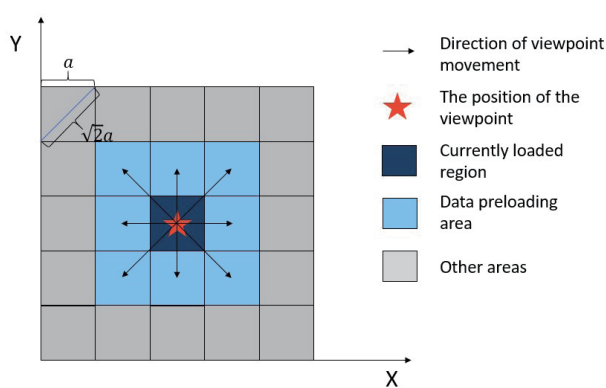 Y
a
√2a
X
Direction of viewpoint
movement
The position of the
viewpoint
Currently loaded
region
Data preloading
area
Other areas